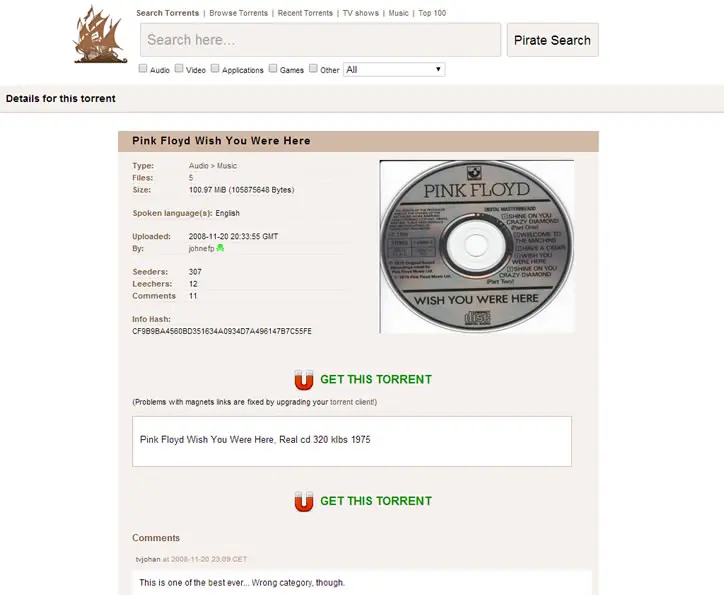 Search Torrents | Browse Torrents | Recent Torrents | TV shows | Music | Top 100
Search here...
Pirate Search
Audio Video Applications Games Other All
Details for this torrent
Pink Floyd Wish You Were Here
Type: Audio > Music
Files: 5
Size: 100.97 MiB (105875648 Bytes)
Spoken language(s): English
Uploaded: 2008-11-20 20:33:55 GMT
By: johnefp
Seeders: 307
Leechers: 12
Comments 11
Info Hash:
CF9B9BA4560BD351634A0934D7A496147B7C55FE
PINK FLOYD
DIGITAL MASTERPIECE
SHINE ON YOU
CRAZY DIAMOND
(Part One)
WELCOME TO
THE MACHINE
HAVE A CIGAR
WISH YOU
WERE HERE
SHINE ON YOU
CRAZY DIAMOND
(Part Two)
WISH YOU WERE HERE
disc
DIGITAL AUDIO
GET THIS TORRENT
(Problems with magnets links are fixed by upgrading your torrent client!)
Pink Floyd Wish You Were Here, Real cd 320 klbs 1975
GET THIS TORRENT
Comments
tvjohan at 2008-11-20 23:09 CET
This is one of the best ever... Wrong category, though.